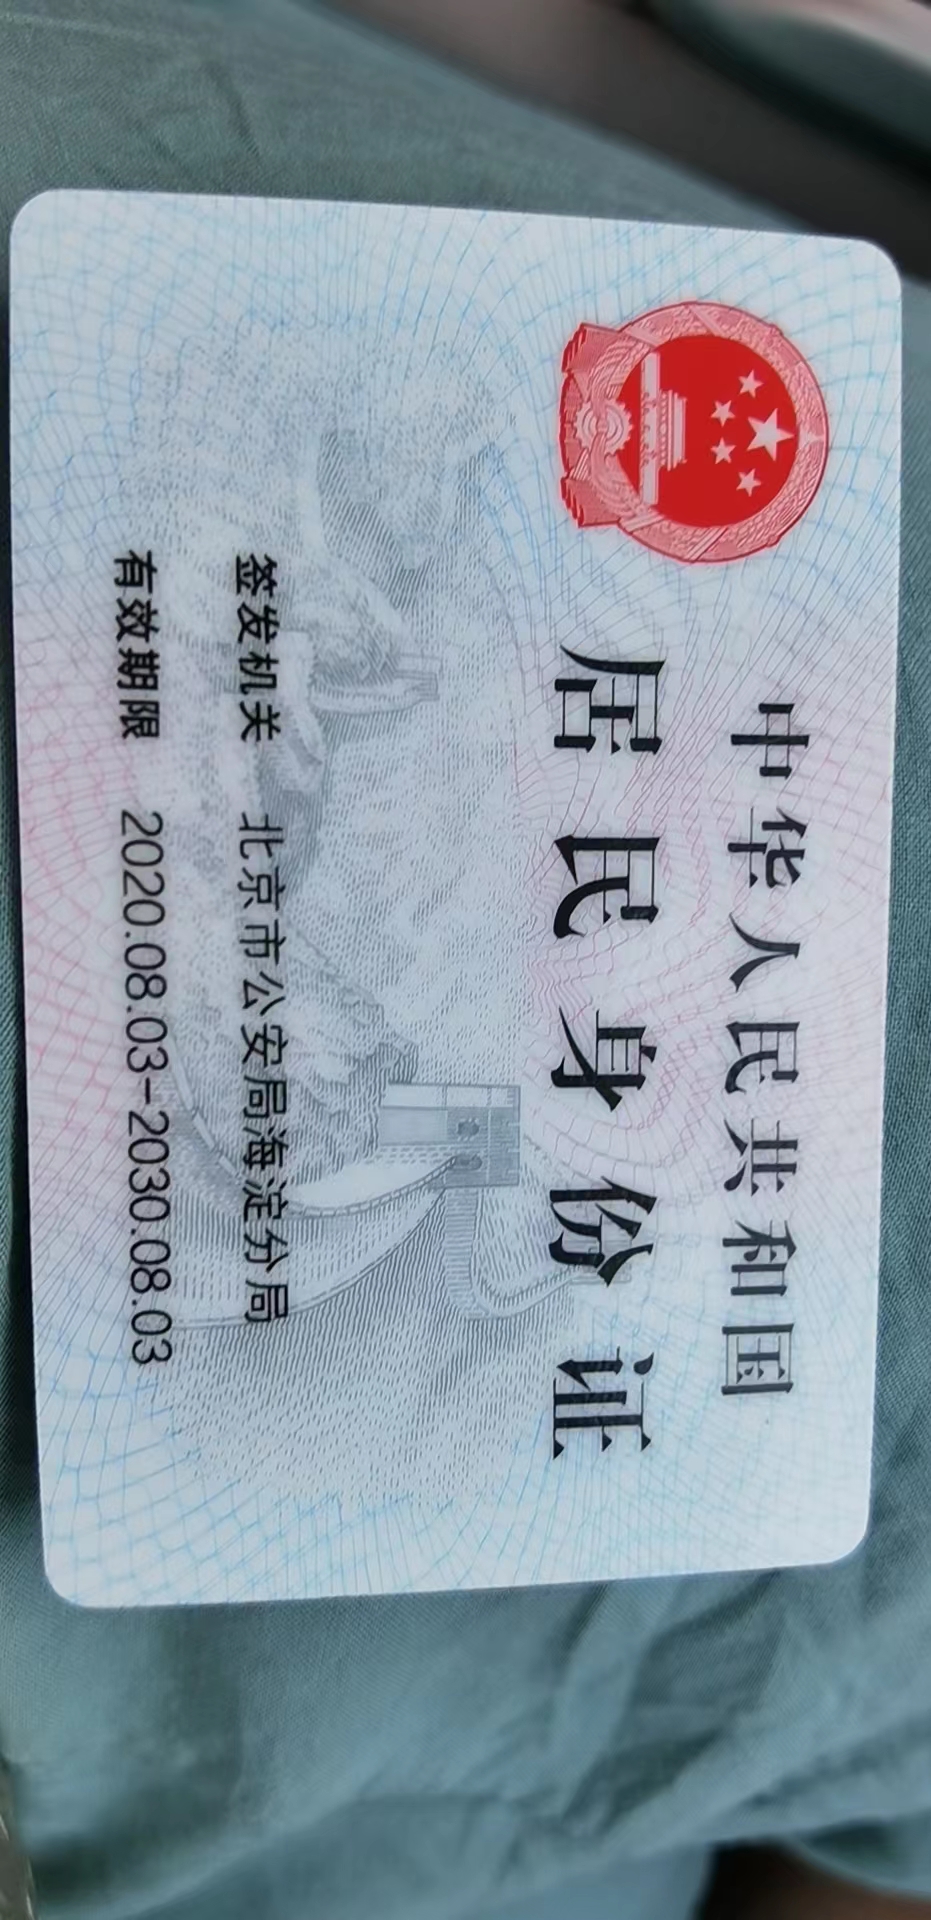 中华人民共和国
居民身份证
签发机关 北京市公安局海淀分局
有效期限 2020.08.03-2030.08.03